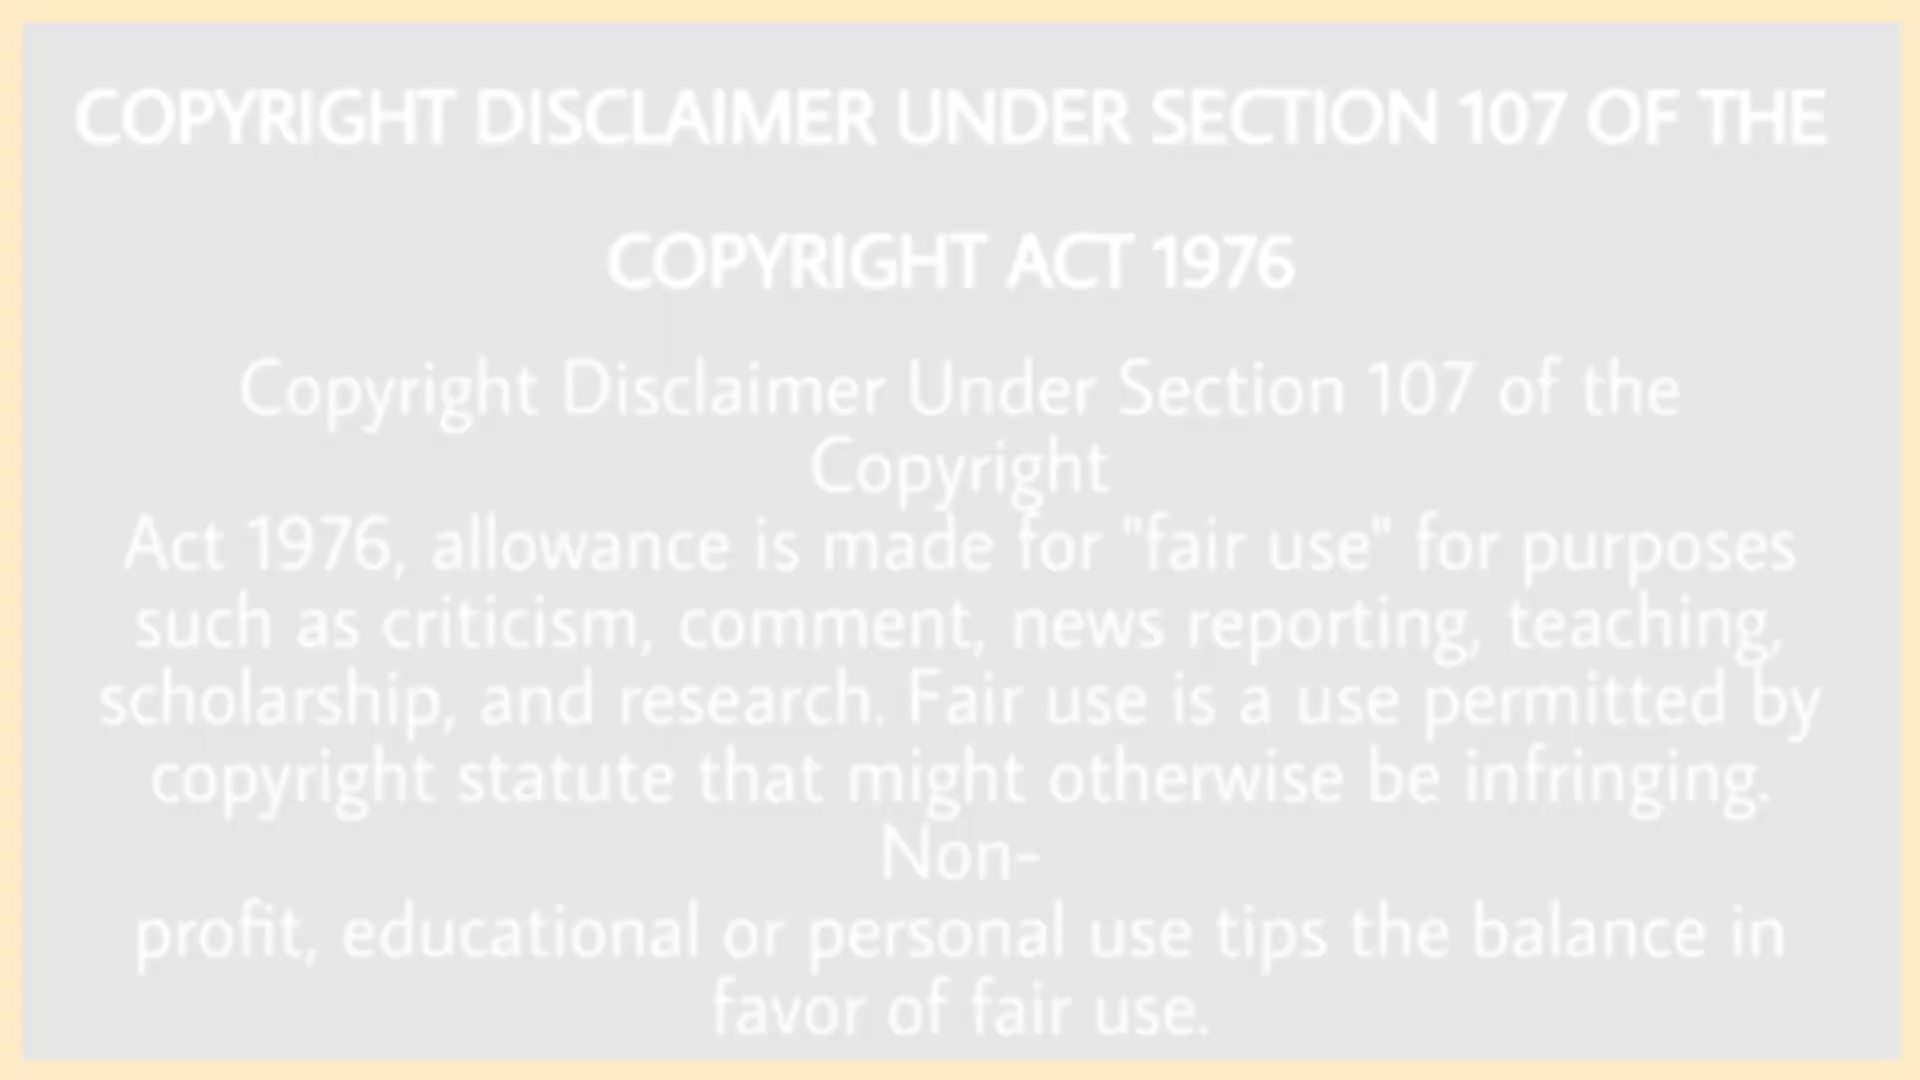 COPYRIGHT DISCLAIMER UNDER SECTION 107 OF THE
COPYRIGHT ACT 1976
Copyright Disclaimer Under Section 107 of the
Copyright
Act 1976, allowance is made for "fair use" for purposes
such as criticism, comment, news reporting, teaching,
scholarship, and research. Fair use is a use permitted by
copyright statute that might otherwise be infringing.
Non-
profit, educational or personal use tips the balance in
favor of fair use.